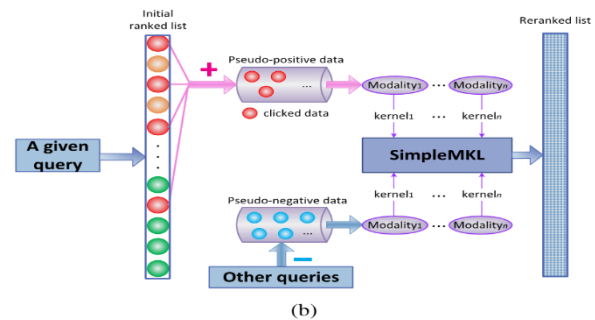 Initial
ranked list
Reranked list
+
Pseudo-positive data
...
clicked data
Modality₁ ... Modalityₙ
kernel₁ ... kernelₙ
A given
query
SimpleMKL
kernel₁ ... kernelₙ
Pseudo-negative data
...
Modality₁ ... Modalityₙ
–
Other queries
(b)